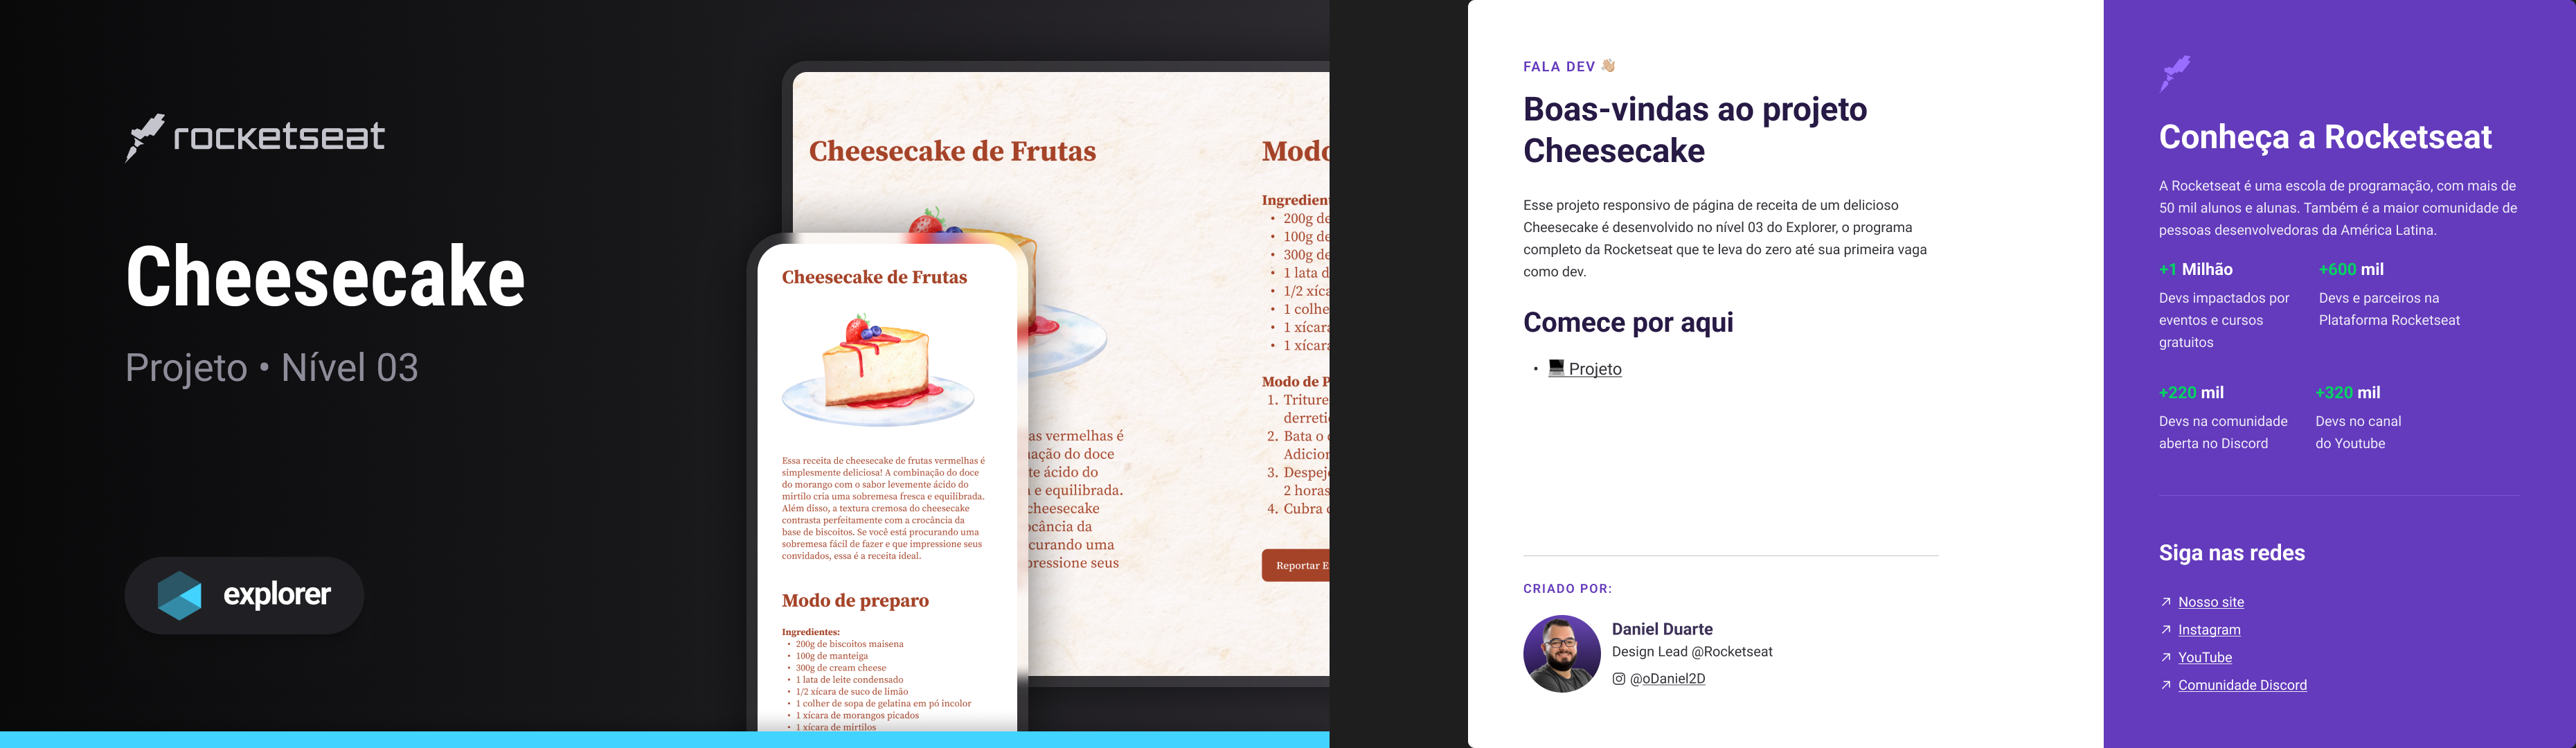 rocketseat
Cheesecake
Projeto • Nível 03
explorer
Cheesecake de Frutas
as vermelhas é
ação do doce
te ácido do
e equilibrada.
cheesecake
ocância da
curando uma
pressione seus
Modo
Ingredient
• 200g de
• 100g de
• 300g de
• 1 lata d
• 1/2 xíca
• 1 colhe
• 1 xícara
• 1 xícara
Modo de P
1. Triture
derreti
2. Bata o
Adicion
3. Despej
2 horas
4. Cubra
Reportar E
Cheesecake de Frutas
Essa receita de cheesecake de frutas vermelhas é
simplesmente deliciosa! A combinação do doce
do morango com o sabor levemente ácido do
mirtilo cria uma sobremesa fresca e equilibrada.
Além disso, a textura cremosa do cheesecake
contrasta perfeitamente com a crocância da
base de biscoitos. Se você está procurando uma
sobremesa fácil de fazer e que impressione seus
convidados, essa é a receita ideal.
Modo de preparo
Ingredientes:
• 200g de biscoitos maisena
• 100g de manteiga
• 300g de cream cheese
• 1 lata de leite condensado
• 1/2 xícara de suco de limão
• 1 colher de sopa de gelatina em pó incolor
• 1 xícara de morangos picados
• 1 xícara de mirtilos
FALA DEV 👋🏼
Boas-vindas ao projeto
Cheesecake
Esse projeto responsivo de página de receita de um delicioso
Cheesecake é desenvolvido no nível 03 do Explorer, o programa
completo da Rocketseat que te leva do zero até sua primeira vaga
como dev.
Comece por aqui
• 💻 Projeto
CRIADO POR:
Daniel Duarte
Design Lead @Rocketseat
@oDaniel2D
Conheça a Rocketseat
A Rocketseat é uma escola de programação, com mais de
50 mil alunos e alunas. Também é a maior comunidade de
pessoas desenvolvedoras da América Latina.
+1 Milhão
Devs impactados por
eventos e cursos
gratuitos
+600 mil
Devs e parceiros na
Plataforma Rocketseat
+220 mil
Devs na comunidade
aberta no Discord
+320 mil
Devs no canal
do Youtube
Siga nas redes
Nosso site
Instagram
YouTube
Comunidade Discord